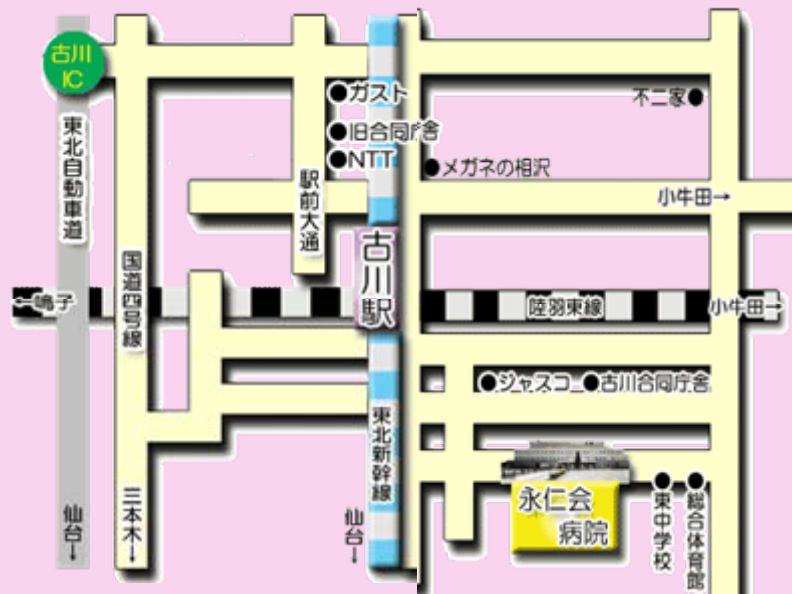 古川
IC
東北自動車道
仙台↓
国道四号線
三本木↓
駅前大通
●ガスト
●旧合同庁舎
●NTT
●メガネの相沢
不二家●
小牛田→
古川駅
←鳴子
陸羽東線
小牛田→
●ジャスコ
●古川合同庁舎
東北新幹線
仙台↓
永仁会
病院
●東中学校
●総合体育館